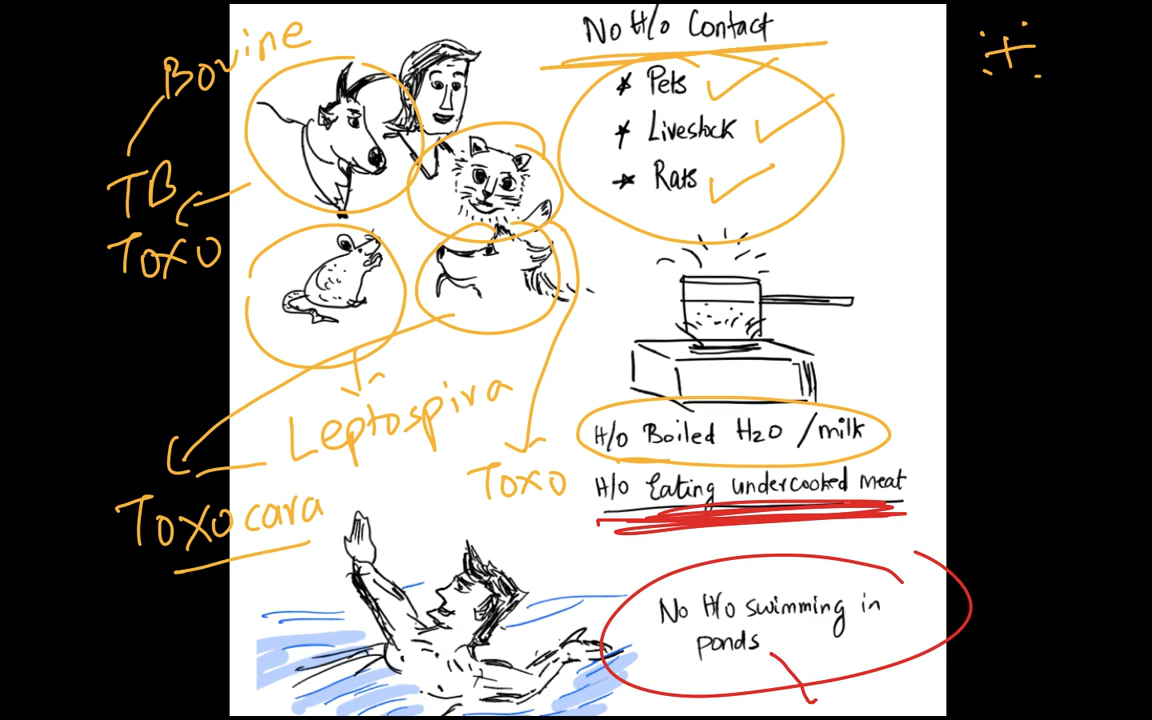 Bovine
TB
Toxo
Leptospira
Toxocara
Toxo
No H/o Contact
* Pets ✓
* Livestock ✓
* Rats ✓
H/o Boiled H2O / milk
H/o Eating undercooked meat
No H/o swimming in
ponds